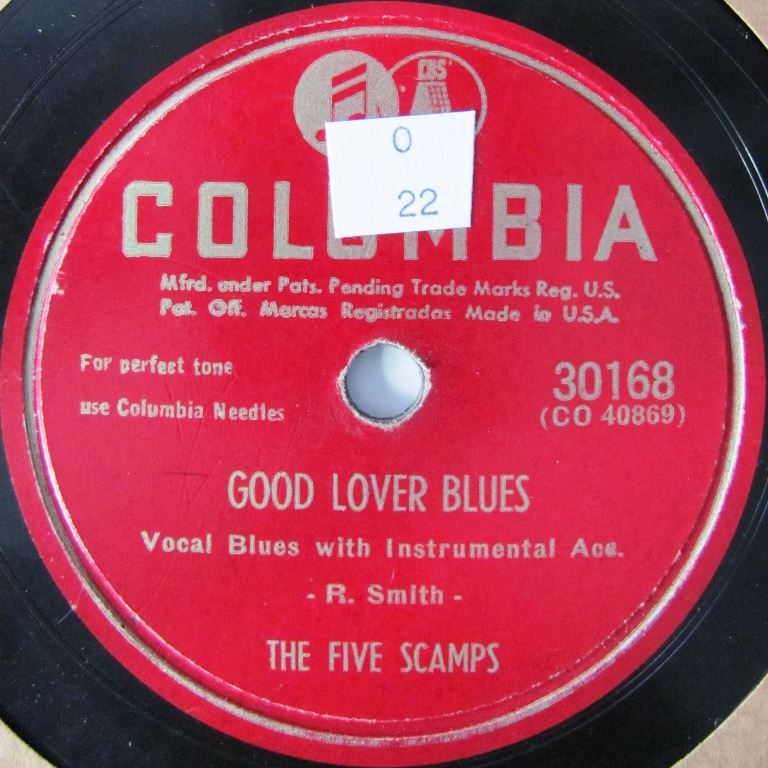 CBS
O
22
COLUMBIA
Mfrd. under Pats. Pending Trade Marks Reg. U.S.
Pat. Off. Marcas Registradas Made in U.S.A.
For perfect tone
use Columbia Needles
30168
(CO 40869)
GOOD LOVER BLUES
Vocal Blues with Instrumental Acc.
- R. Smith -
THE FIVE SCAMPS